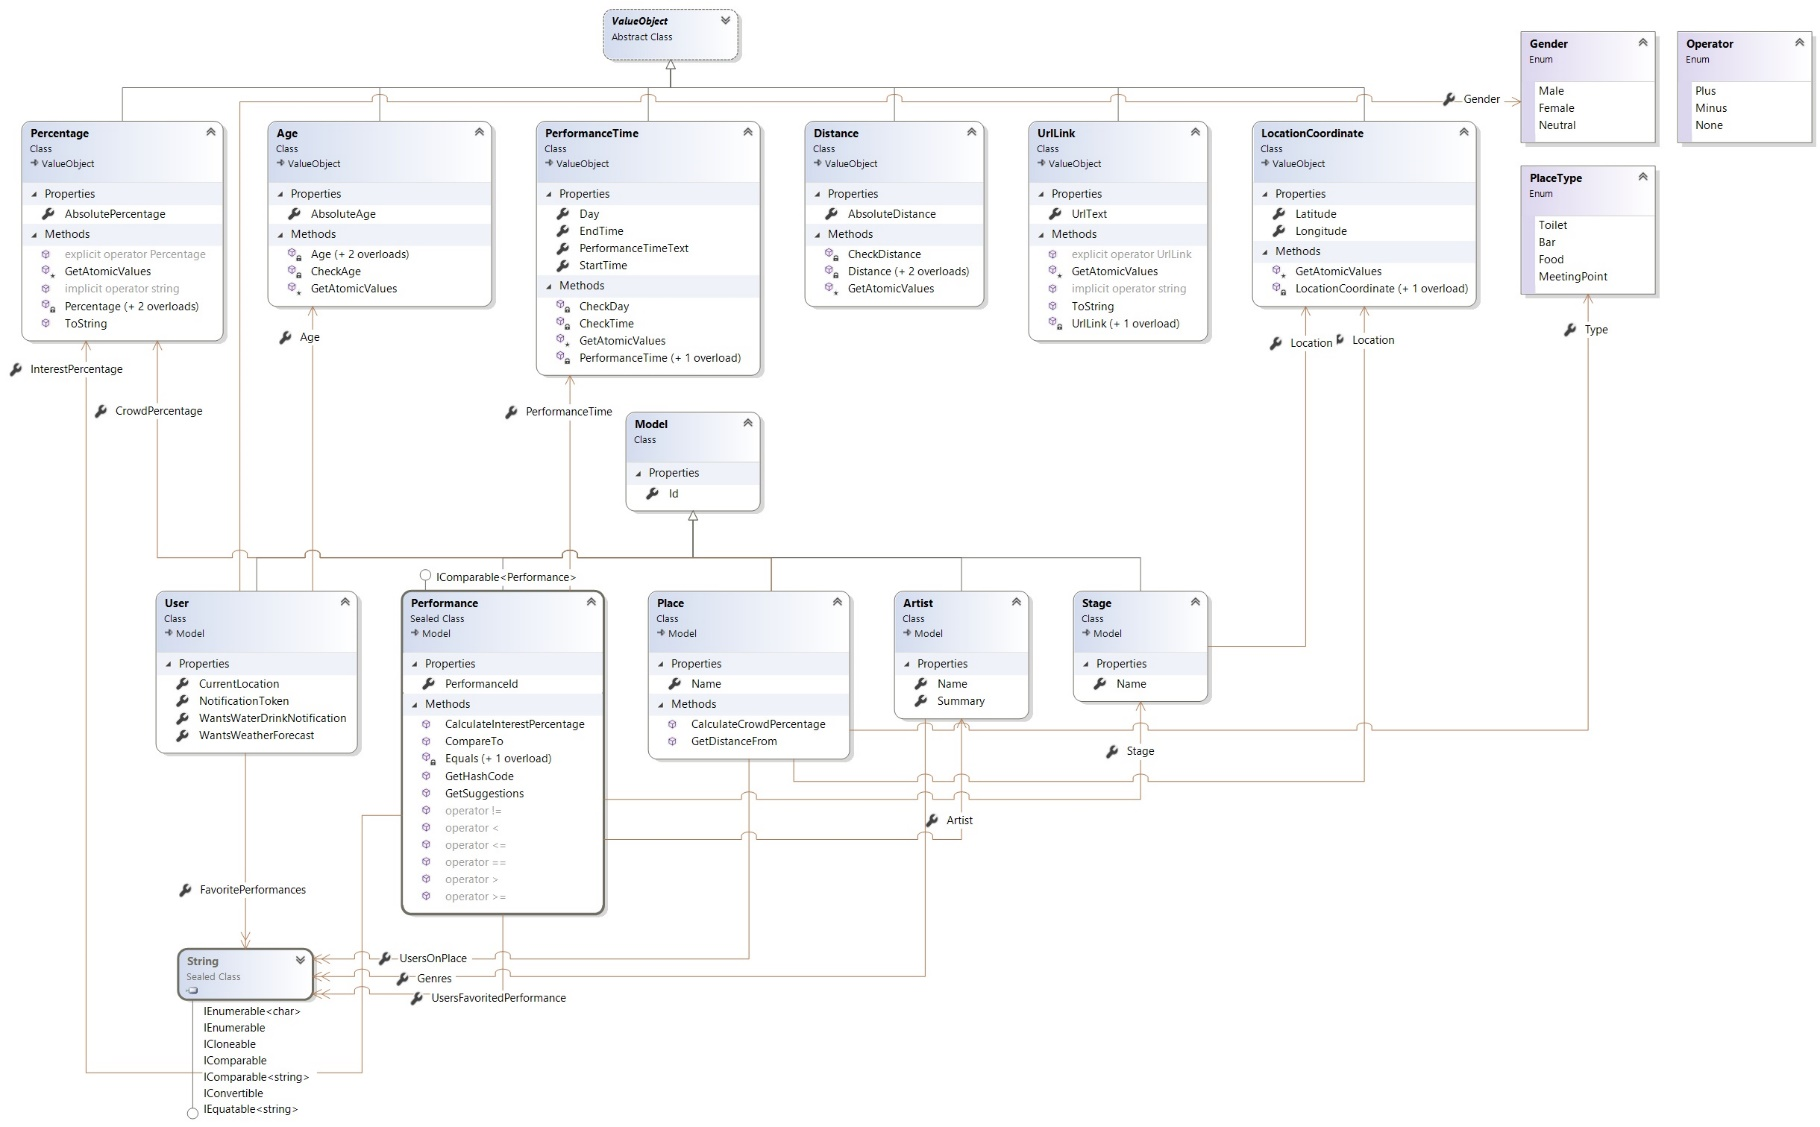 ValueObject
Abstract Class
Gender
Enum
Male
Female
Neutral
Operator
Enum
Plus
Minus
None
Gender
Percentage
Class
ValueObject
Properties
AbsolutePercentage
Methods
explicit operator Percentage
GetAtomicValues
implicit operator string
Percentage (+ 2 overloads)
ToString
Age
Class
ValueObject
Properties
AbsoluteAge
Methods
Age (+ 2 overloads)
CheckAge
GetAtomicValues
PerformanceTime
Class
ValueObject
Properties
Day
EndTime
PerformanceTimeText
StartTime
Methods
CheckDay
CheckTime
GetAtomicValues
PerformanceTime (+ 1 overload)
Distance
Class
ValueObject
Properties
AbsoluteDistance
Methods
CheckDistance
Distance (+ 2 overloads)
GetAtomicValues
UrlLink
Class
ValueObject
Properties
UrlText
Methods
explicit operator UrlLink
GetAtomicValues
implicit operator string
ToString
UrlLink (+ 1 overload)
LocationCoordinate
Class
ValueObject
Properties
Latitude
Longitude
Methods
GetAtomicValues
LocationCoordinate (+ 1 overload)
PlaceType
Enum
Toilet
Bar
Food
MeetingPoint
InterestPercentage
CrowdPercentage
Age
PerformanceTime
Location
Location
Type
Model
Class
Properties
Id
IComparable<Performance>
User
Class
Model
Properties
CurrentLocation
NotificationToken
WantsWaterDrinkNotification
WantsWeatherForecast
Performance
Sealed Class
Model
Properties
PerformanceId
Methods
CalculateInterestPercentage
CompareTo
Equals (+ 1 overload)
GetHashCode
GetSuggestions
operator !=
operator <
operator <=
operator ==
operator >
operator >=
Place
Class
Model
Properties
Name
Methods
CalculateCrowdPercentage
GetDistanceFrom
Artist
Class
Model
Properties
Name
Summary
Stage
Class
Model
Properties
Name
Stage
Artist
FavoritePerformances
String
Sealed Class
UsersOnPlace
Genres
UsersFavoritedPerformance
IEnumerable<char>
IEnumerable
ICloneable
IComparable
IComparable<string>
IConvertible
IEquatable<string>